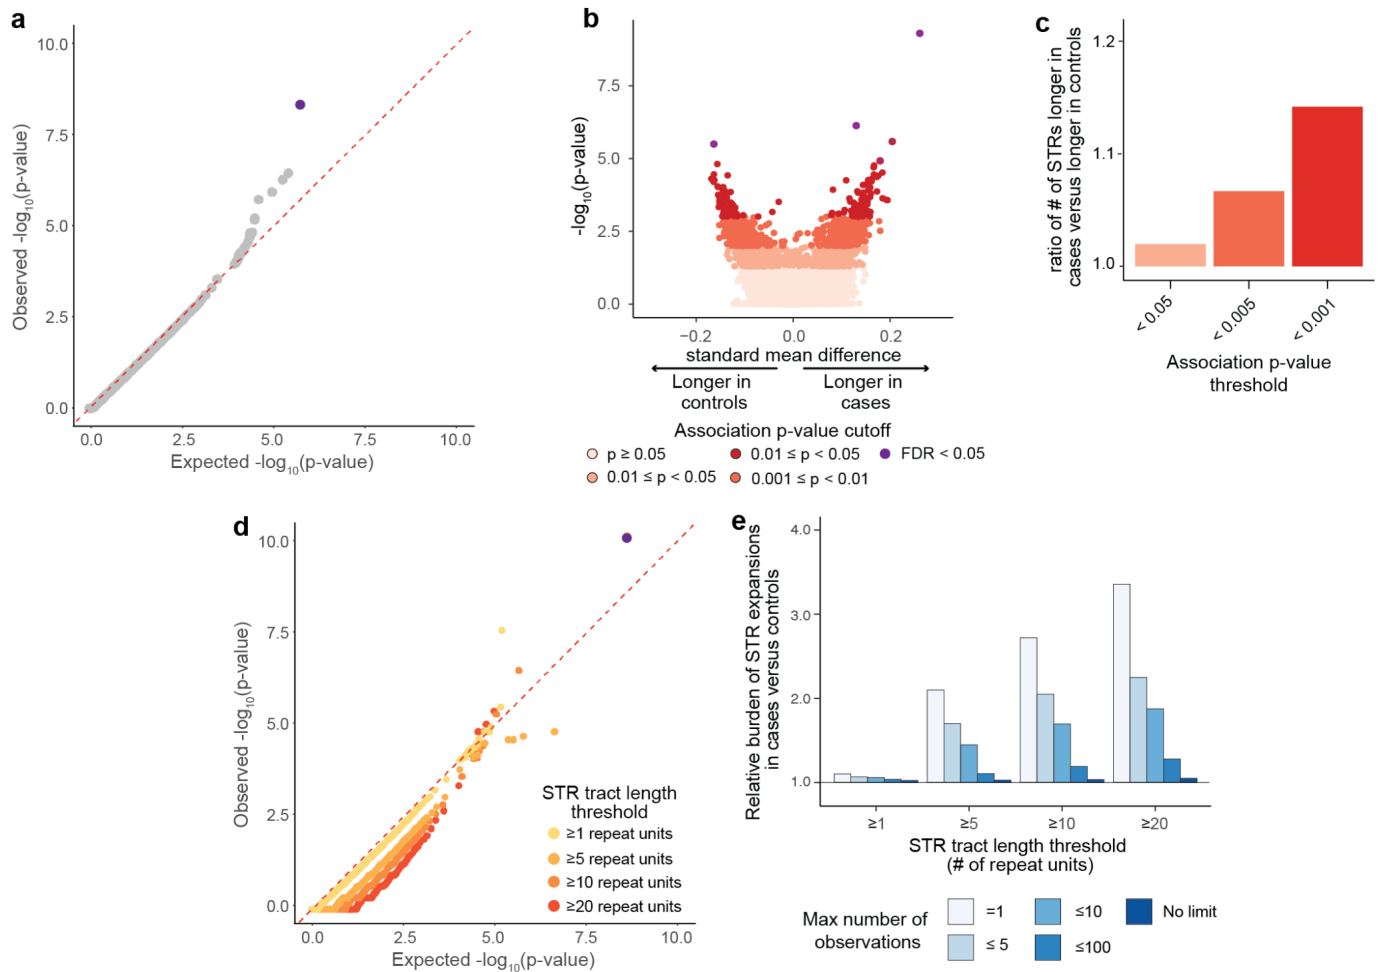 a
10.0
7.5
5.0
2.5
0.0
Observed -log10(p-value)
0.0 2.5 5.0 7.5 10.0
Expected -log10(p-value)
b
7.5
5.0
2.5
0.0
-log10(p-value)
−0.2 0.0 0.2
standard mean difference
Longer in
controls
Longer in
cases
Association p-value cutoff
p ≥ 0.05
0.01 ≤ p < 0.05
FDR < 0.05
0.01 ≤ p < 0.05
0.001 ≤ p < 0.01
c
1.2
1.1
1.0
ratio of # of STRs longer in
cases versus longer in controls
< 0.05
< 0.005
< 0.001
Association p-value
threshold
d
10.0
7.5
5.0
2.5
0.0
Observed -log10(p-value)
STR tract length
threshold
≥1 repeat units
≥5 repeat units
≥10 repeat units
≥20 repeat units
0.0 2.5 5.0 7.5 10.0
Expected -log10(p-value)
e
4.0
3.0
2.0
1.0
Relative burden of STR expansions
in cases versus controls
≥1 ≥5 ≥10 ≥20
STR tract length threshold
(# of repeat units)
Max number of
observations
=1
≤10
No limit
≤ 5
≤100